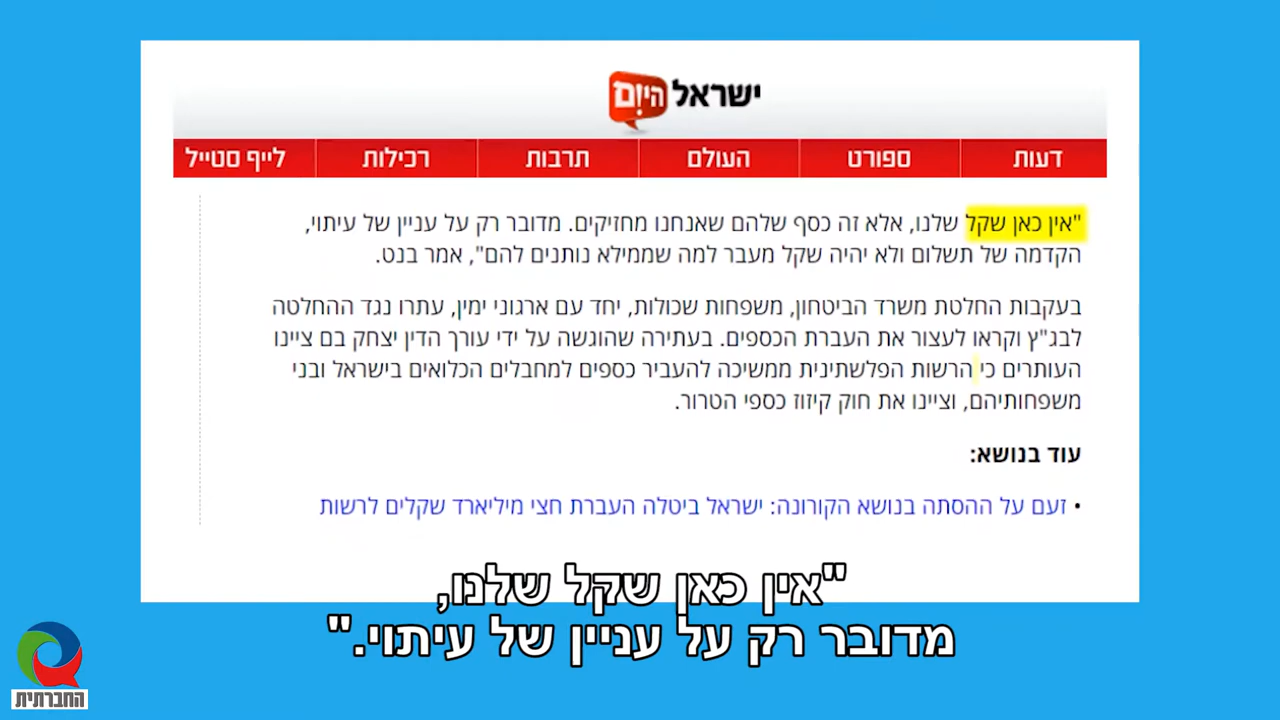 ישראל היום
דעות
ספורט
העולם
תרבות
רכילות
לייף סטייל
"אין כאן שקל שלנו, אלא זה כסף שלהם שאנחנו מחזיקים. מדובר רק על עניין של עיתוי,
הקדמה של תשלום ולא יהיה שקל מעבר למה שממילא נותנים להם", אמר בנט.
בעקבות החלטת משרד הביטחון, משפחות שכולות, יחד עם ארגוני ימין, עתרו נגד ההחלטה
לבג"ץ וקראו לעצור את העברת הכספים. בעתירה שהוגשה על ידי עורך הדין יצחק בם ציינו
העותרים כי הרשות הפלשתינית ממשיכה להעביר כספים למחבלים הכלואים בישראל ובני
משפחותיהם, וציינו את חוק קיזוז כספי הטרור.
עוד בנושא:
• זעם על ההסתה בנושא הקורונה: ישראל ביטלה העברת חצי מיליארד שקלים לרשות
"אין כאן שקל שלנו,
מדובר רק על עניין של עיתוי."
החברתית